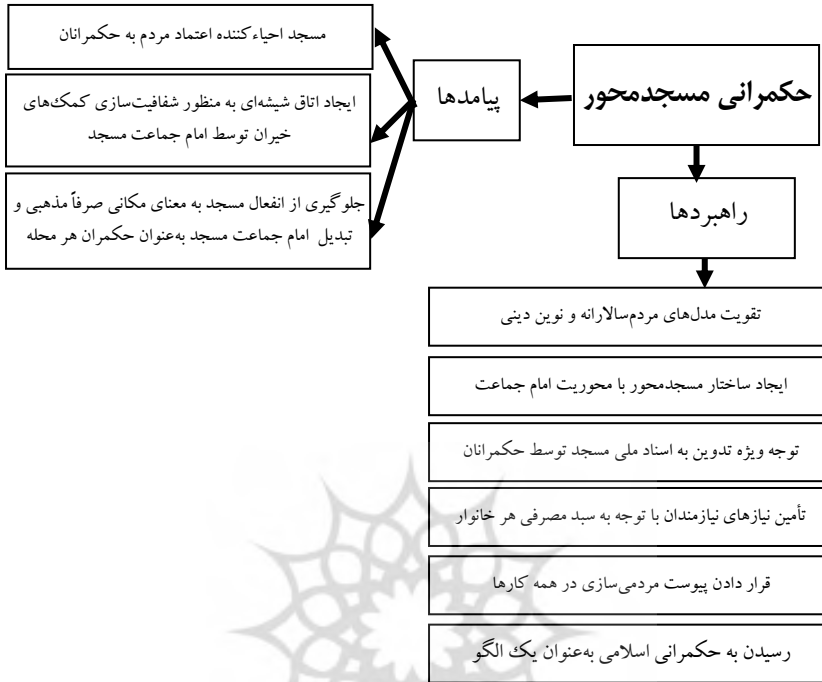 حکمرانی مسجدمحور
پیامدها
مسجد احیاءکننده اعتماد مردم به حکمرانان
ایجاد اتاق شیشه‌ای به منظور شفافیت‌سازی کمک‌های
خیران توسط امام جماعت مسجد
جلوگیری از انفعال مسجد به معنای مکانی صرفاً مذهبی و
تبدیل امام جماعت مسجد به‌عنوان حکمران هر محله
راهبردها
تقویت مدل‌های مردم‌سالارانه و نوین دینی
ایجاد ساختار مسجدمحور با محوریت امام جماعت
توجه ویژه تدوین به اسناد ملی مسجد توسط حکمرانان
تأمین نیازهای نیازمندان با توجه به سبد مصرفی هر خانوار
قرار دادن پیوست مردمی‌سازی در همه کارها
رسیدن به حکمرانی اسلامی به‌عنوان یک الگو